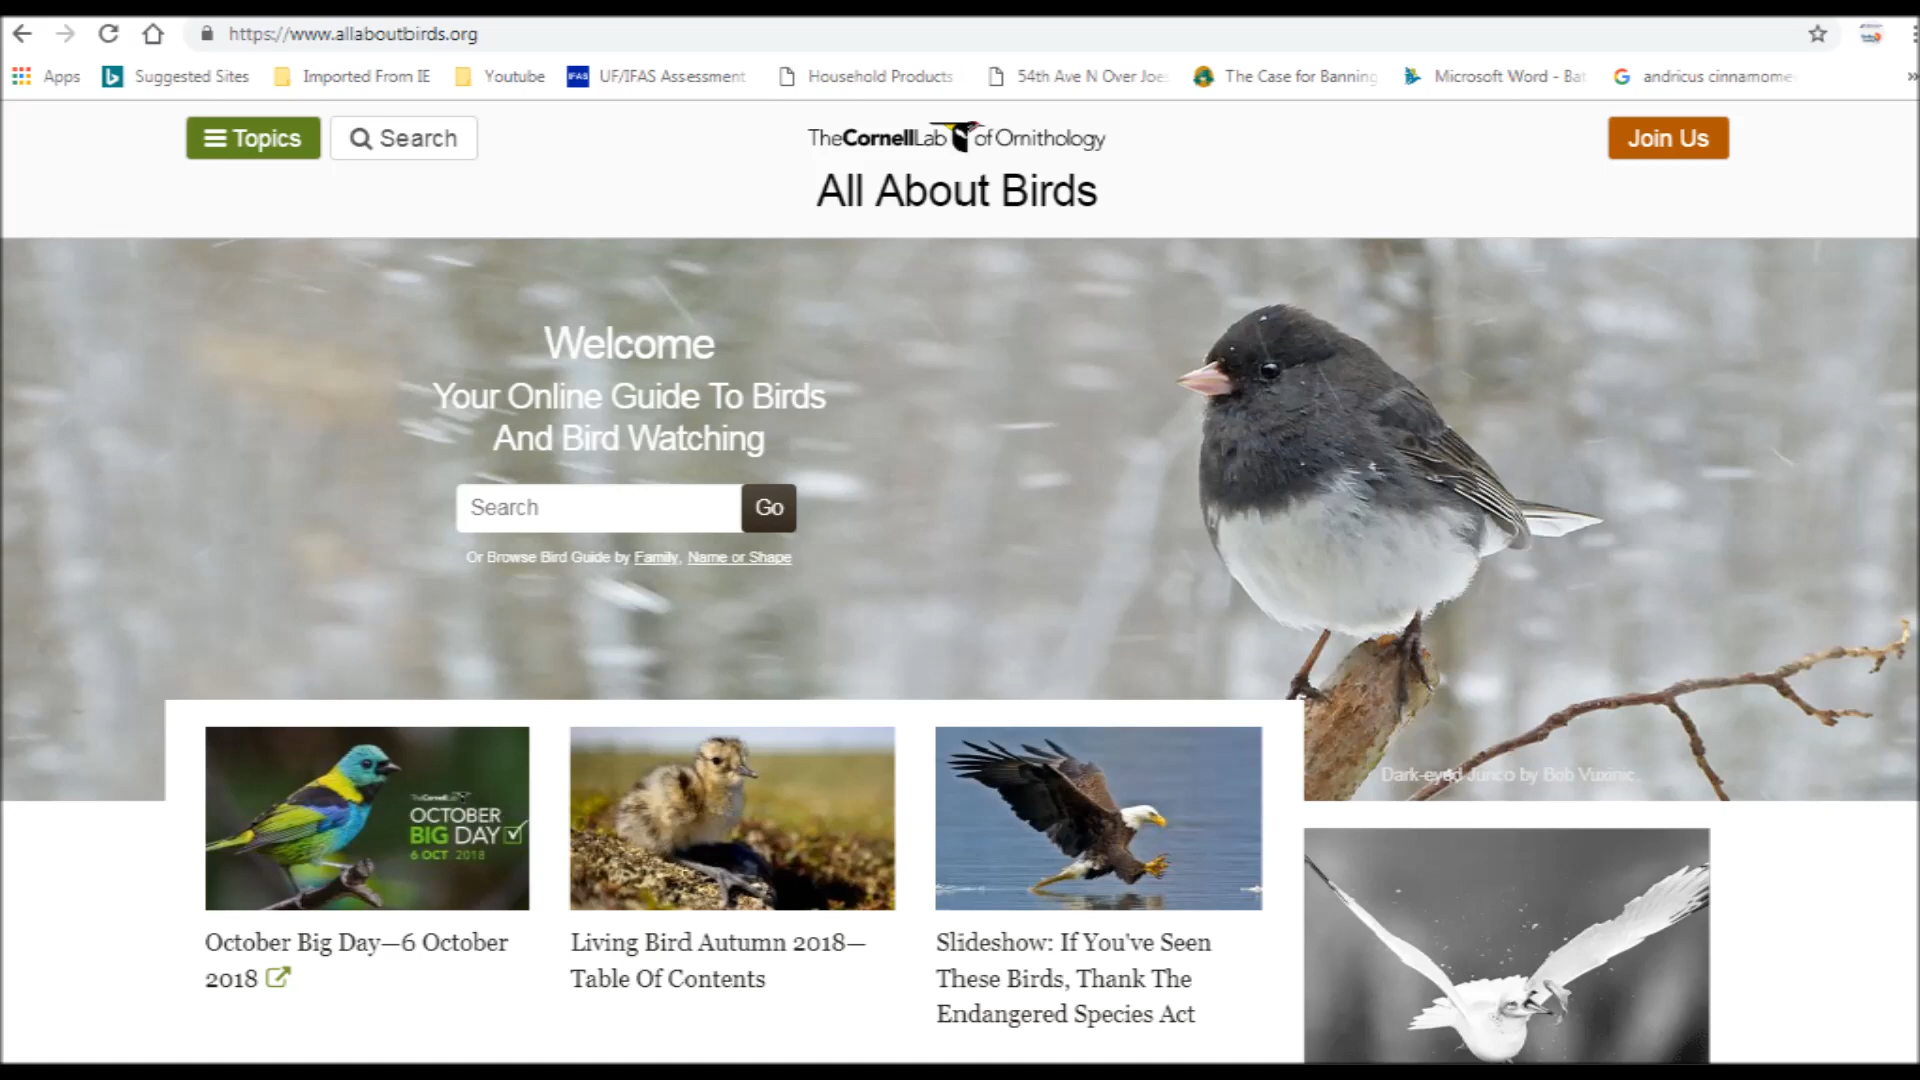 https://www.allaboutbirds.org
Apps Suggested Sites Imported From IE Youtube IFAS UF/IFAS Assessment Household Products 54th Ave N Over Joe The Case for Banning Microsoft Word - Bat andricus cinnamome
Topics Search TheCornellLab of Ornithology Join Us
All About Birds
Welcome
Your Online Guide To Birds
And Bird Watching
Search Go
Or Browse Bird Guide by Family, Name or Shape
Dark-eyed Junco by Bob Vuxinic
TheCornellLab
OCTOBER
BIG DAY
6 OCT 2018
October Big Day—6 October
2018
Living Bird Autumn 2018—
Table Of Contents
Slideshow: If You've Seen
These Birds, Thank The
Endangered Species Act